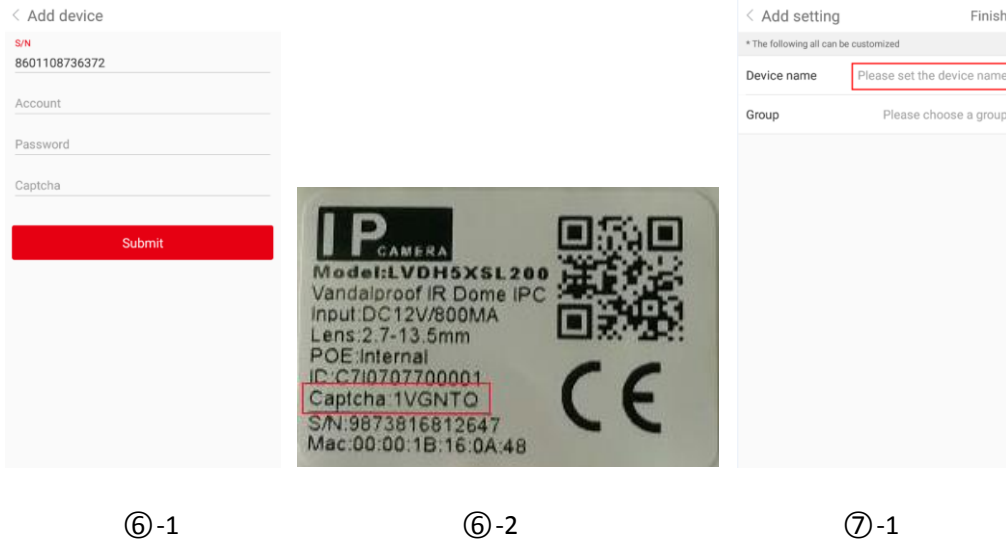 < Add device
S/N
8601108736372
Account
Password
Captcha
Submit
IP
CAMERA
Model:LVDH5XSL200
Vandalproof IR Dome IPC
Input:DC12V/800MA
Lens:2.7-13.5mm
POE:Internal
IC:C7I0707700001
Captcha:1VGNTQ
S/N:9873816812647
Mac:00:00:1B:16:0A:48
CE
< Add setting
Finish
* The following all can be customized
Device name
Please set the device name
Group
Please choose a group
⑥-1
⑥-2
⑦-1